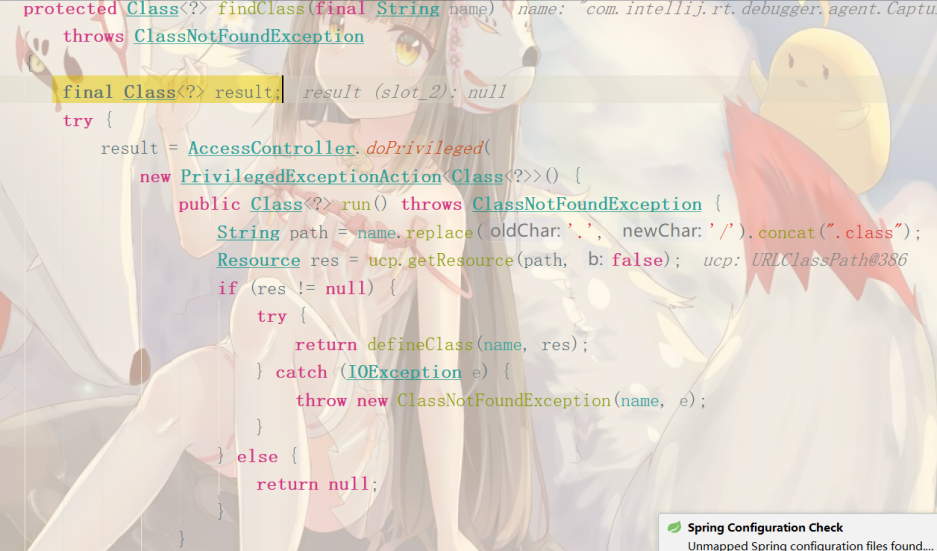 protected Class<?> findClass(final String name)  name: "com.intellij.rt.debugger.agent.Captu
throws ClassNotFoundException
{
final Class<?> result;  result (slot_2): null
try {
result = AccessController.doPrivileged(
new PrivilegedExceptionAction<Class<?>>() {
public Class<?> run() throws ClassNotFoundException {
String path = name.replace( oldChar: '.',  newChar: '/').concat(".class");
Resource res = ucp.getResource(path,  b: false);  ucp: URLClassPath@386
if (res != null) {
try {
return defineClass(name, res);
} catch (IOException e) {
throw new ClassNotFoundException(name, e);
}
} else {
return null;
}
}
Spring Configuration Check
Unmapped Spring configuration files found....